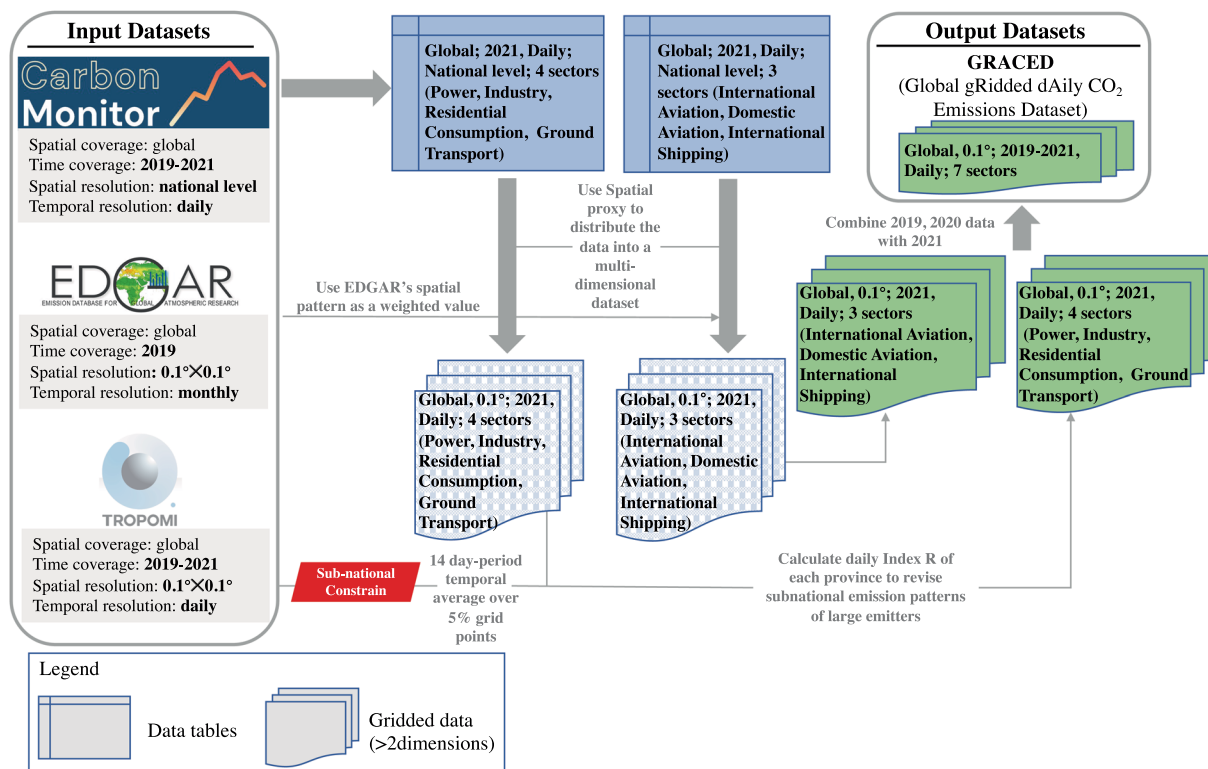 Input Datasets
Carbon
Monitor
Spatial coverage: global
Time coverage: 2019-2021
Spatial resolution: national level
Temporal resolution: daily
EDGAR
EMISSION DATABASE FOR GLOBAL ATMOSPHERIC RESEARCH
Spatial coverage: global
Time coverage: 2019
Spatial resolution: 0.1°✕0.1°
Temporal resolution: monthly
TROPOMI
Spatial coverage: global
Time coverage: 2019-2021
Spatial resolution: 0.1°✕0.1°
Temporal resolution: daily
Global; 2021, Daily;
National level; 4 sectors
(Power, Industry,
Residential
Consumption, Ground
Transport)
Global; 2021, Daily;
National level; 3
sectors (International
Aviation, Domestic
Aviation, International
Shipping)
Use Spatial
proxy to
distribute the
data into a
multi-
dimensional
dataset
Use EDGAR's spatial
pattern as a weighted value
Global, 0.1°; 2021,
Daily; 4 sectors
(Power, Industry,
Residential
Consumption,
Ground
Transport)
Global, 0.1°; 2021,
Daily; 3 sectors
(International
Aviation, Domestic
Aviation,
International
Shipping)
Sub-national
Constrain
14 day-period
temporal
average over
5% grid
points
Calculate daily Index R of
each province to revise
subnational emission patterns
of large emitters
Global, 0.1°; 2021,
Daily; 3 sectors
(International Aviation,
Domestic Aviation,
International
Shipping)
Global, 0.1°; 2021,
Daily; 4 sectors
(Power, Industry,
Residential
Consumption, Ground
Transport)
Combine 2019, 2020 data
with 2021
Output Datasets
GRACED
(Global gRidded dAily CO₂
Emissions Dataset)
Global, 0.1°; 2019-2021,
Daily; 7 sectors
Legend
Data tables
Gridded data
(>2dimensions)